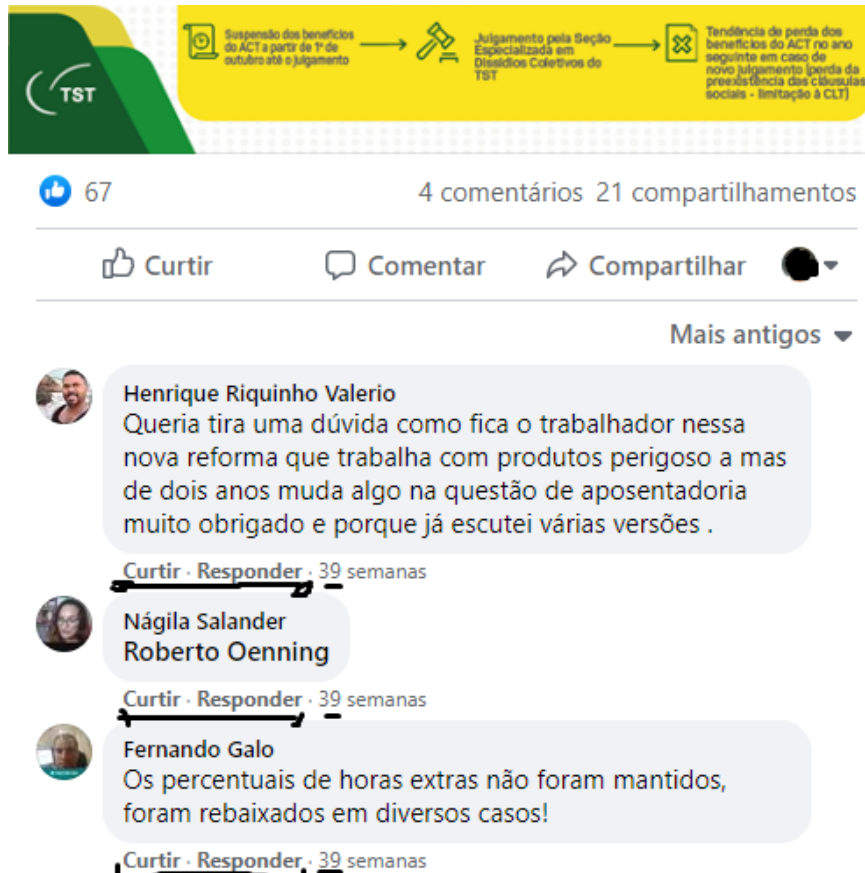 Suspensão dos benefícios
do ACT a partir de 1º de
outubro até o julgamento
Julgamento pela Seção
Especializada em
Dissídios Coletivos do
TST
Tendência de perda dos
benefícios do ACT no ano
seguinte em caso de
novo julgamento (perda da
preexistência das cláusulas
sociais - limitação à CLT)
TST
67
4 comentários 21 compartilhamentos
Curtir Comentar Compartilhar
Mais antigos
Henrique Riquinho Valerio
Queria tira uma dúvida como fica o trabalhador nessa
nova reforma que trabalha com produtos perigoso a mas
de dois anos muda algo na questão de aposentadoria
muito obrigado e porque já escutei várias versões .
Curtir · Responder · 39 semanas
Nágila Salander
Roberto Oenning
Curtir · Responder · 39 semanas
Fernando Galo
Os percentuais de horas extras não foram mantidos,
foram rebaixados em diversos casos!
Curtir · Responder · 39 semanas